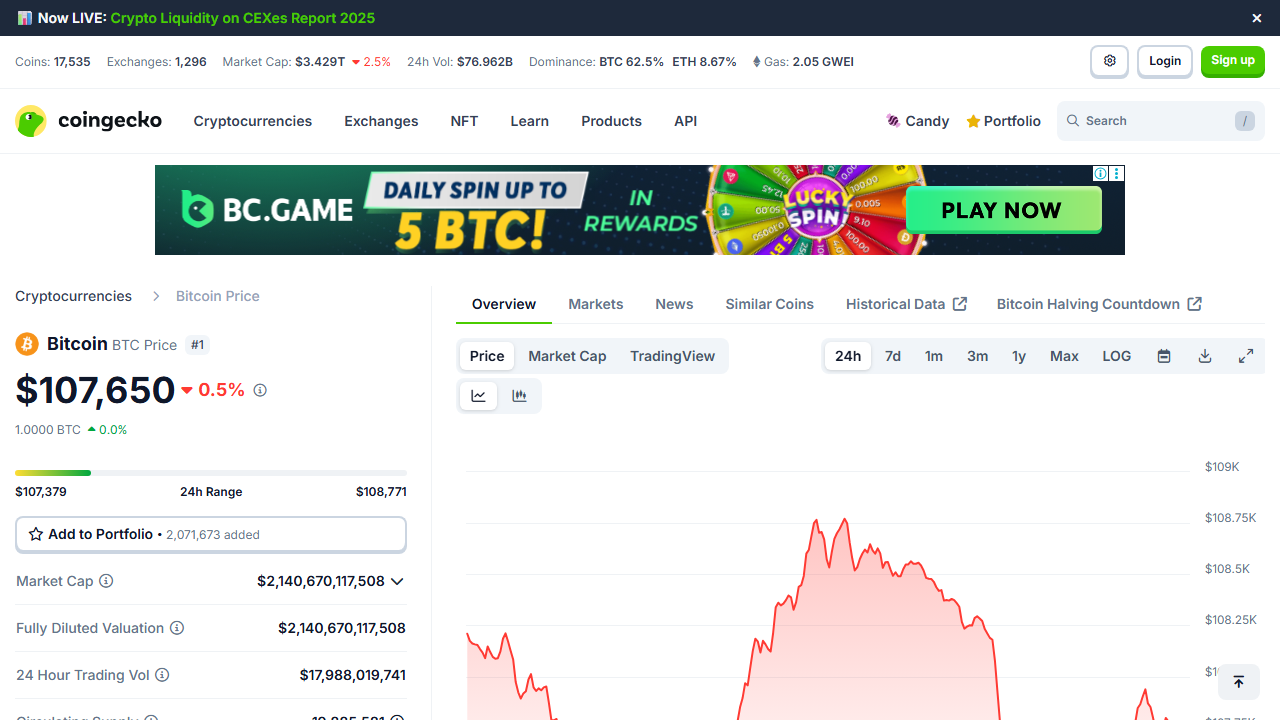 Now LIVE: Crypto Liquidity on CEXes Report 2025
Coins: 17,535 Exchanges: 1,296 Market Cap: $3.429T 2.5% 24h Vol: $76.962B Dominance: BTC 62.5% ETH 8.67% Gas: 2.05 GWEI
Login
Sign up
coingecko
Cryptocurrencies Exchanges NFT Learn Products API
Candy Portfolio
Search /
BC.GAME
DAILY SPIN UP TO
5 BTC!
IN
REWARDS
LUCKY
SPIN!
PLAY NOW
Cryptocurrencies > Bitcoin Price
Bitcoin BTC Price #1
$107,650 0.5%
1.0000 BTC 0.0%
$107,379 24h Range $108,771
Add to Portfolio • 2,071,673 added
Market Cap $2,140,670,117,508
Fully Diluted Valuation $2,140,670,117,508
24 Hour Trading Vol $17,988,019,741
Overview Markets News Similar Coins Historical Data Bitcoin Halving Countdown
Price Market Cap TradingView
24h 7d 1m 3m 1y Max LOG
$109K
$108.75K
$108.5K
$108.25K